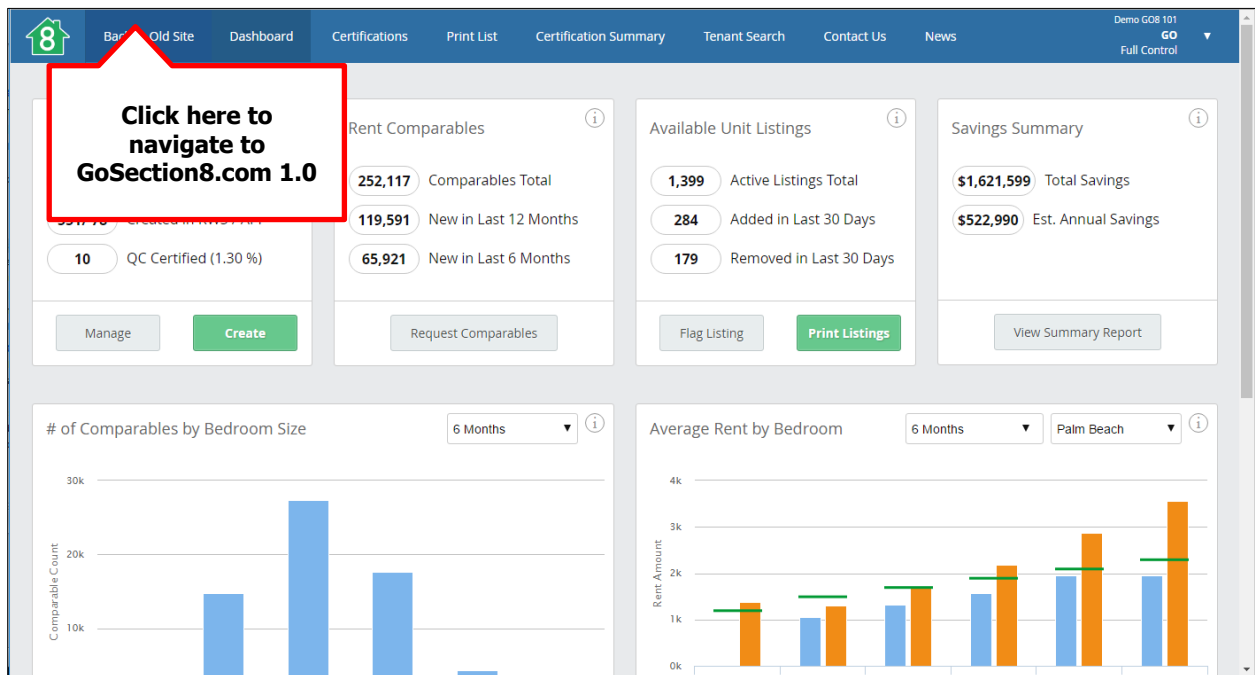 8
Old Site
Dashboard
Certifications
Print List
Certification Summary
Tenant Search
Contact Us
News
Demo GO8 101
GO
Full Control
Click here to
navigate to
GoSection8.com 1.0
10 QC Certified (1.30 %)
Manage
Create
Rent Comparables
252,117 Comparables Total
119,591 New in Last 12 Months
65,921 New in Last 6 Months
Request Comparables
Available Unit Listings
1,399 Active Listings Total
284 Added in Last 30 Days
179 Removed in Last 30 Days
Flag Listing
Print Listings
Savings Summary
$1,621,599 Total Savings
$522,990 Est. Annual Savings
View Summary Report
# of Comparables by Bedroom Size
6 Months
Comparable Count
30k
20k
10k
Average Rent by Bedroom
6 Months
Palm Beach
Rent Amount
4k
3k
2k
1k
0k